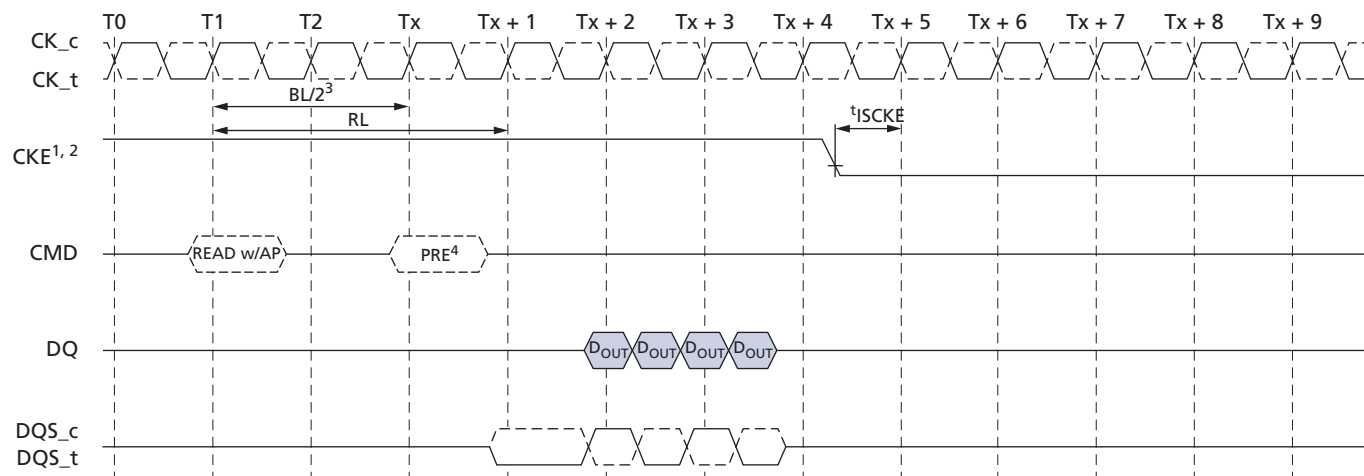 T0 T1 T2 Tx Tx + 1 Tx + 2 Tx + 3 Tx + 4 Tx + 5 Tx + 6 Tx + 7 Tx + 8 Tx + 9
CK_c
CK_t
BL/2³
RL
ᵗISCKE
CKE¹, ²
CMD READ w/AP PRE⁴
DQ DOUT DOUT DOUT DOUT
DQS_c
DQS_t